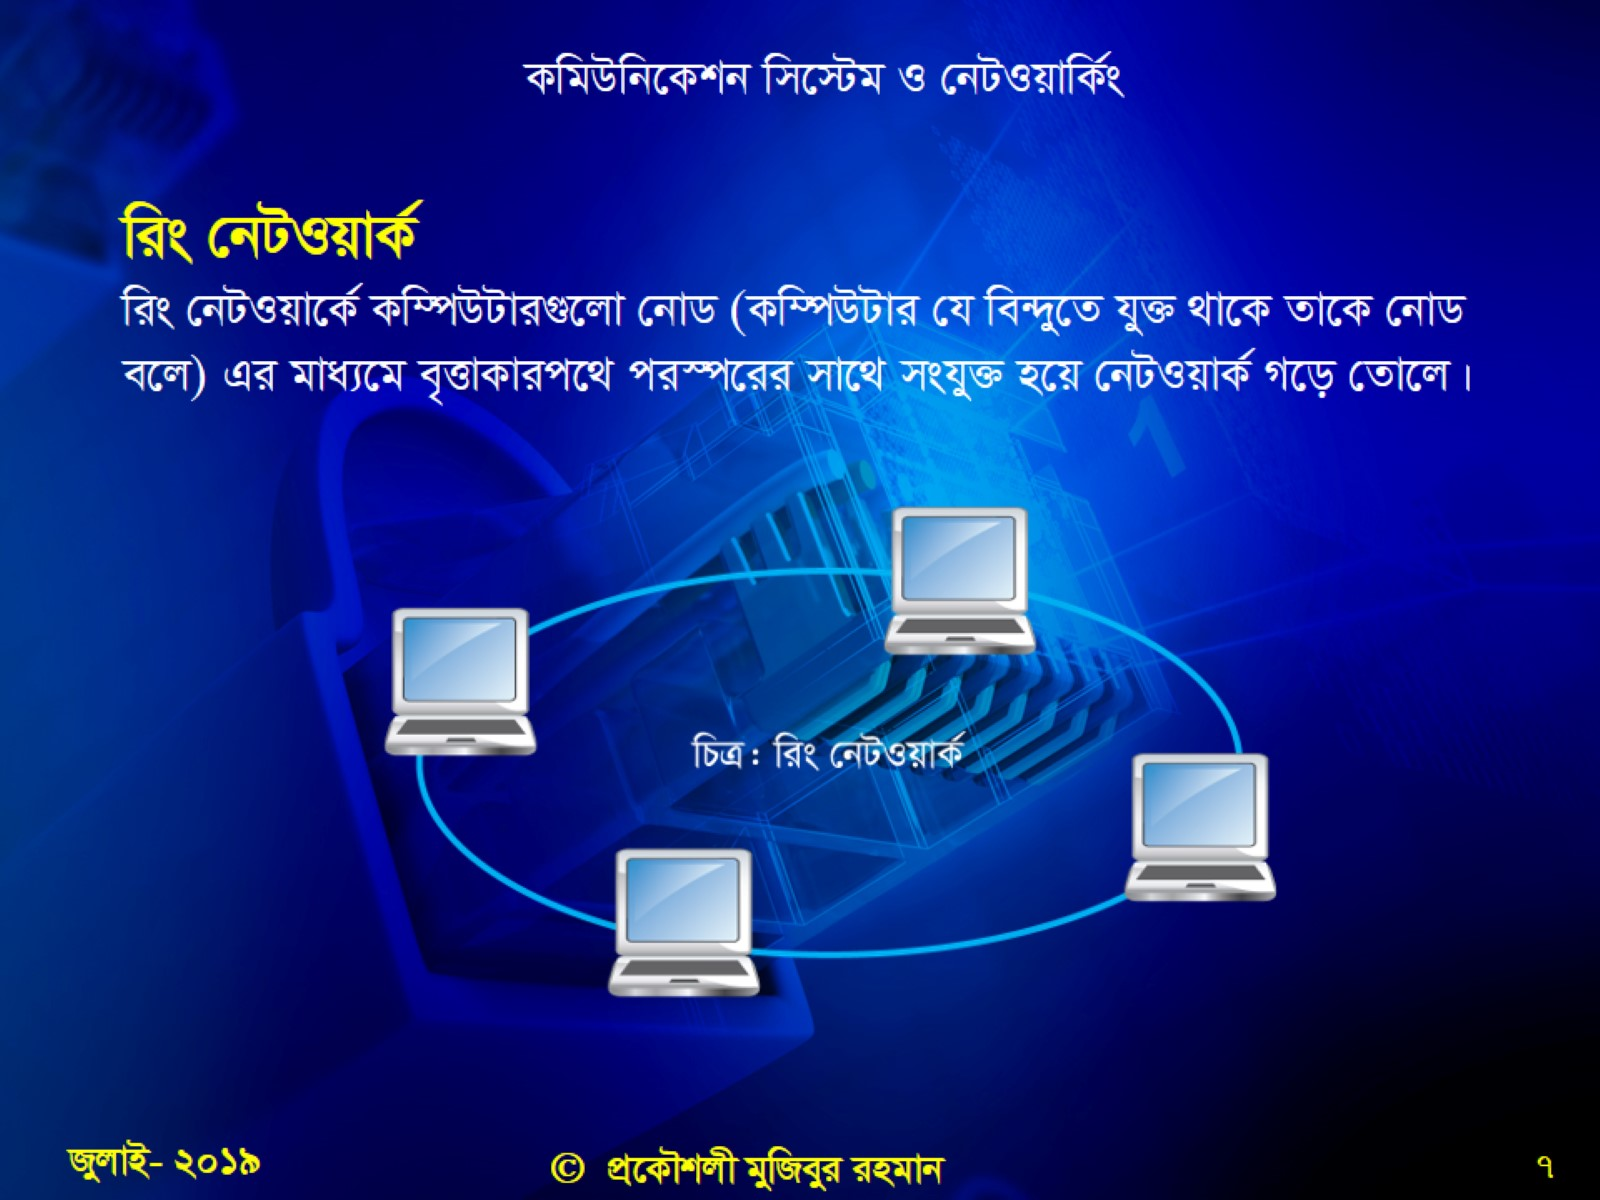 কমিউনিকেশন সিস্টেম ও নেটওয়ার্কিং
রিং নেটওয়ার্ক
রিং নেটওয়ার্কে কম্পিউটারগুলো নোড (কম্পিউটার যে বিন্দুতে যুক্ত থাকে তাকে নোড
বলে) এর মাধ্যমে বৃত্তাকারপথে পরস্পরের সাথে সংযুক্ত হয়ে নেটওয়ার্ক গড়ে তোলে।
1
চিত্র: রিং নেটওয়ার্ক
জুলাই- ২০১৯
© প্রকৌশলী মুজিবুর রহমান
৭